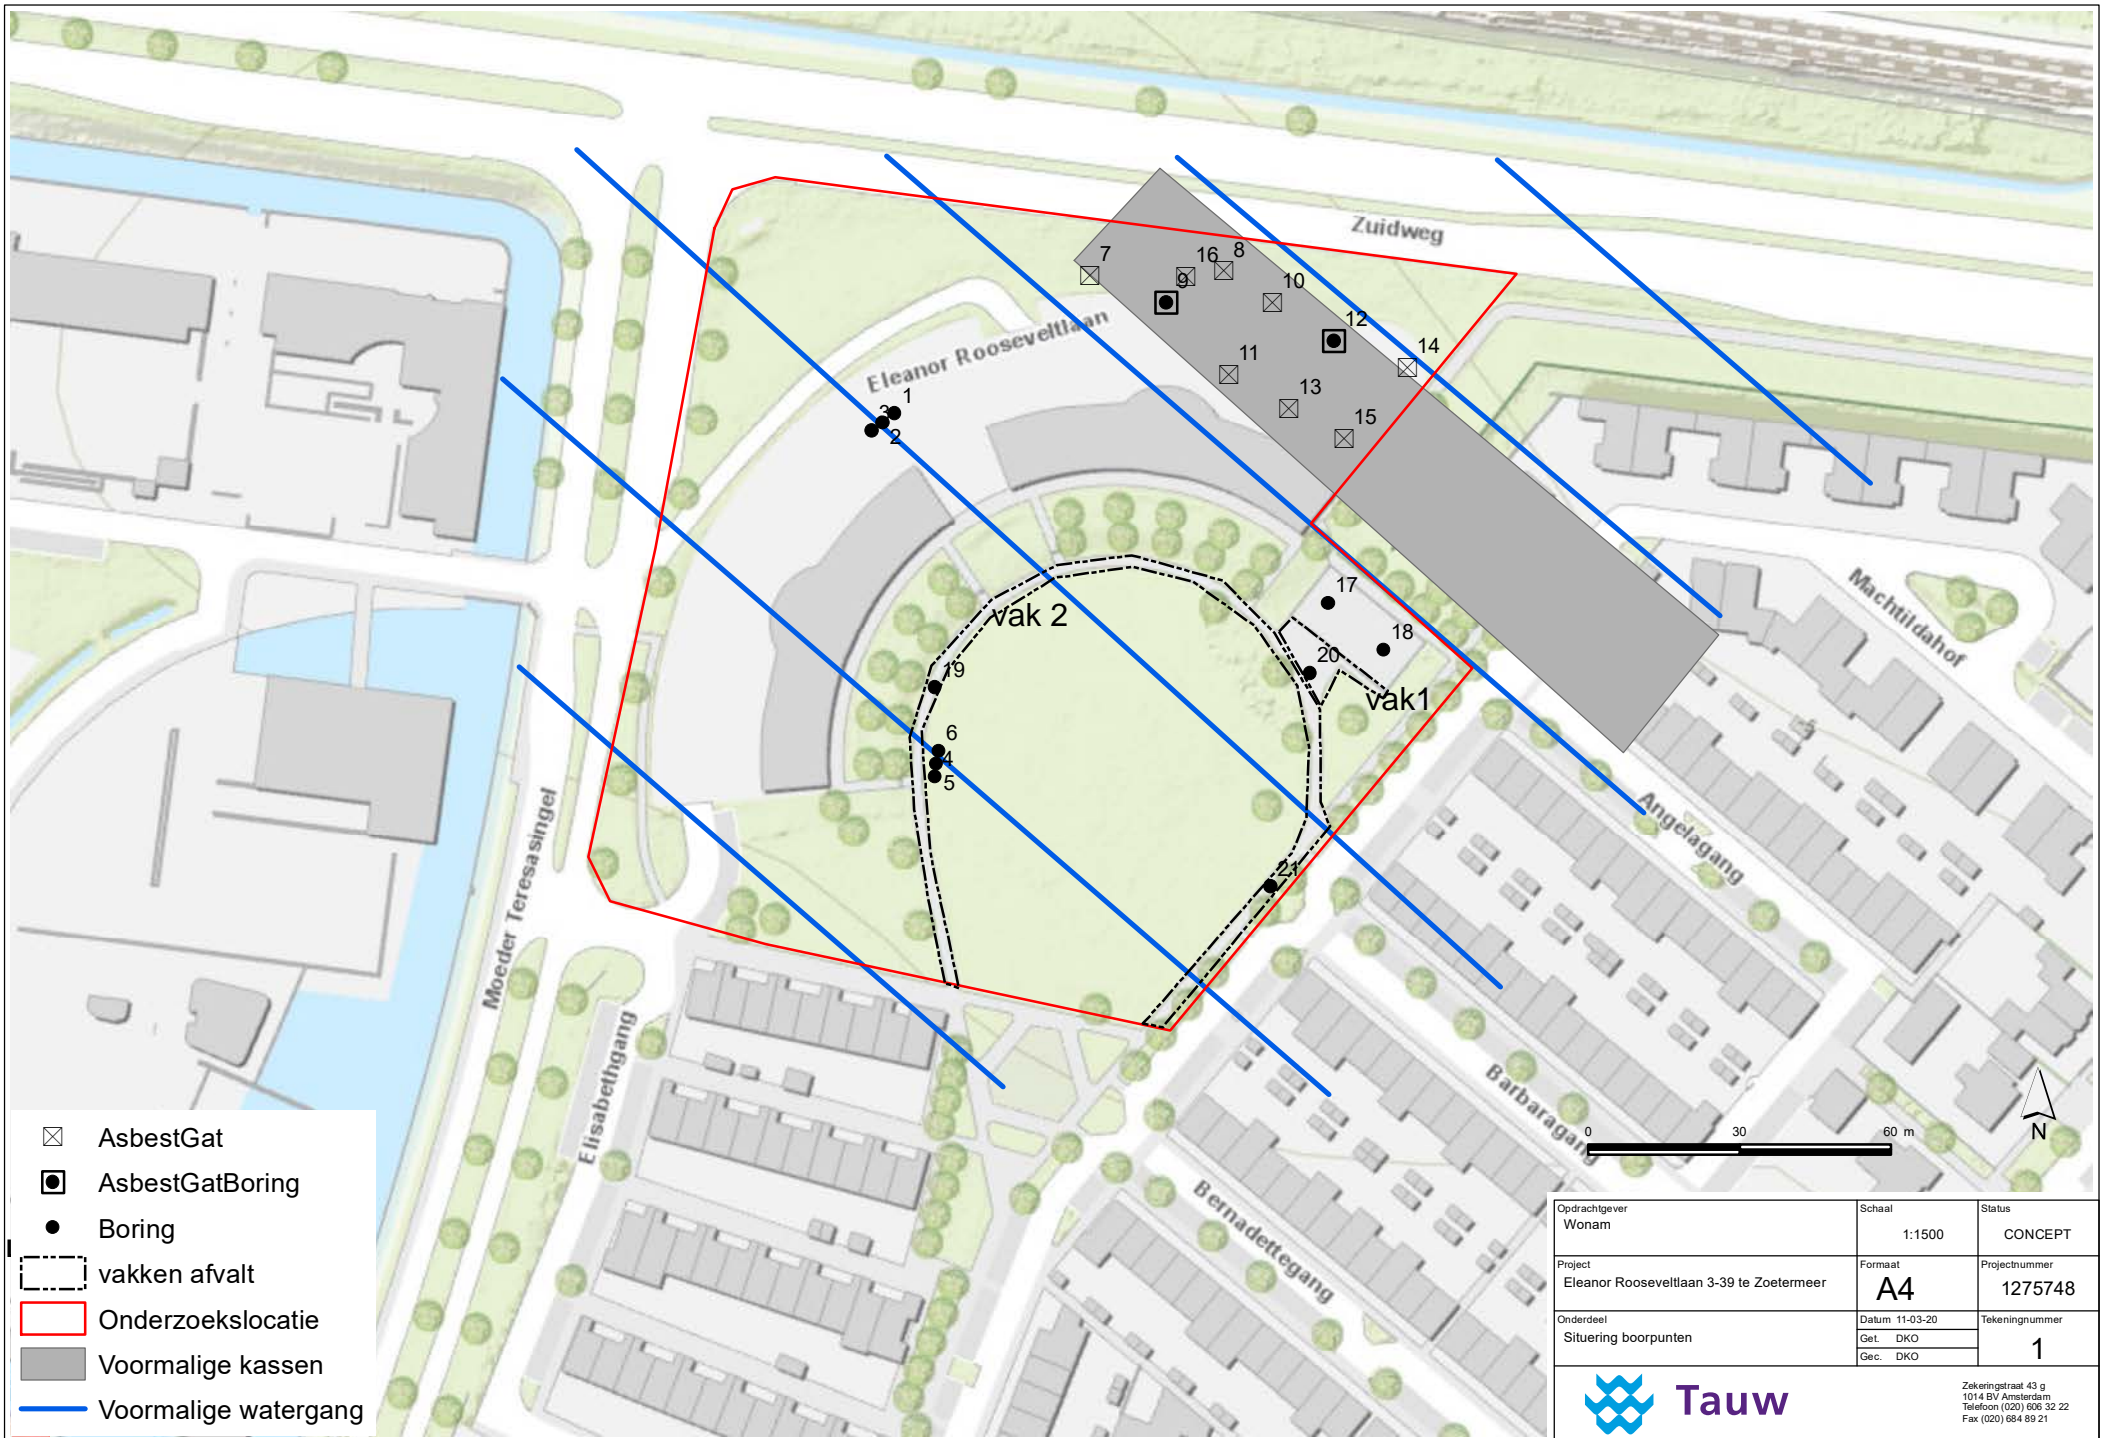 Zuidweg
7
16
8
9
10
12
14
11
13
15
Eleanor Rooseveltlaan
1
3
2
Machtildahof
17
18
20
vak1
vak 2
19
6
4
5
21
Angelagang
Moeder Teresasingel
Elisabethgang
Barbaragang
Bernadettegang
0 30 60 m
N
AsbestGat
AsbestGatBoring
Boring
vakken afvalt
Onderzoekslocatie
Voormalige kassen
Voormalige watergang
Opdrachtgever
Wonam
Schaal
1:1500
Status
CONCEPT
Project
Eleanor Rooseveltlaan 3-39 te Zoetermeer
Formaat
A4
Projectnummer
1275748
Onderdeel
Situering boorpunten
Datum 11-03-20
Get. DKO
Gec. DKO
Tekeningnummer
1
Tauw
Zekeringstraat 43 g
1014 BV Amsterdam
Telefoon (020) 606 32 22
Fax (020) 684 89 21